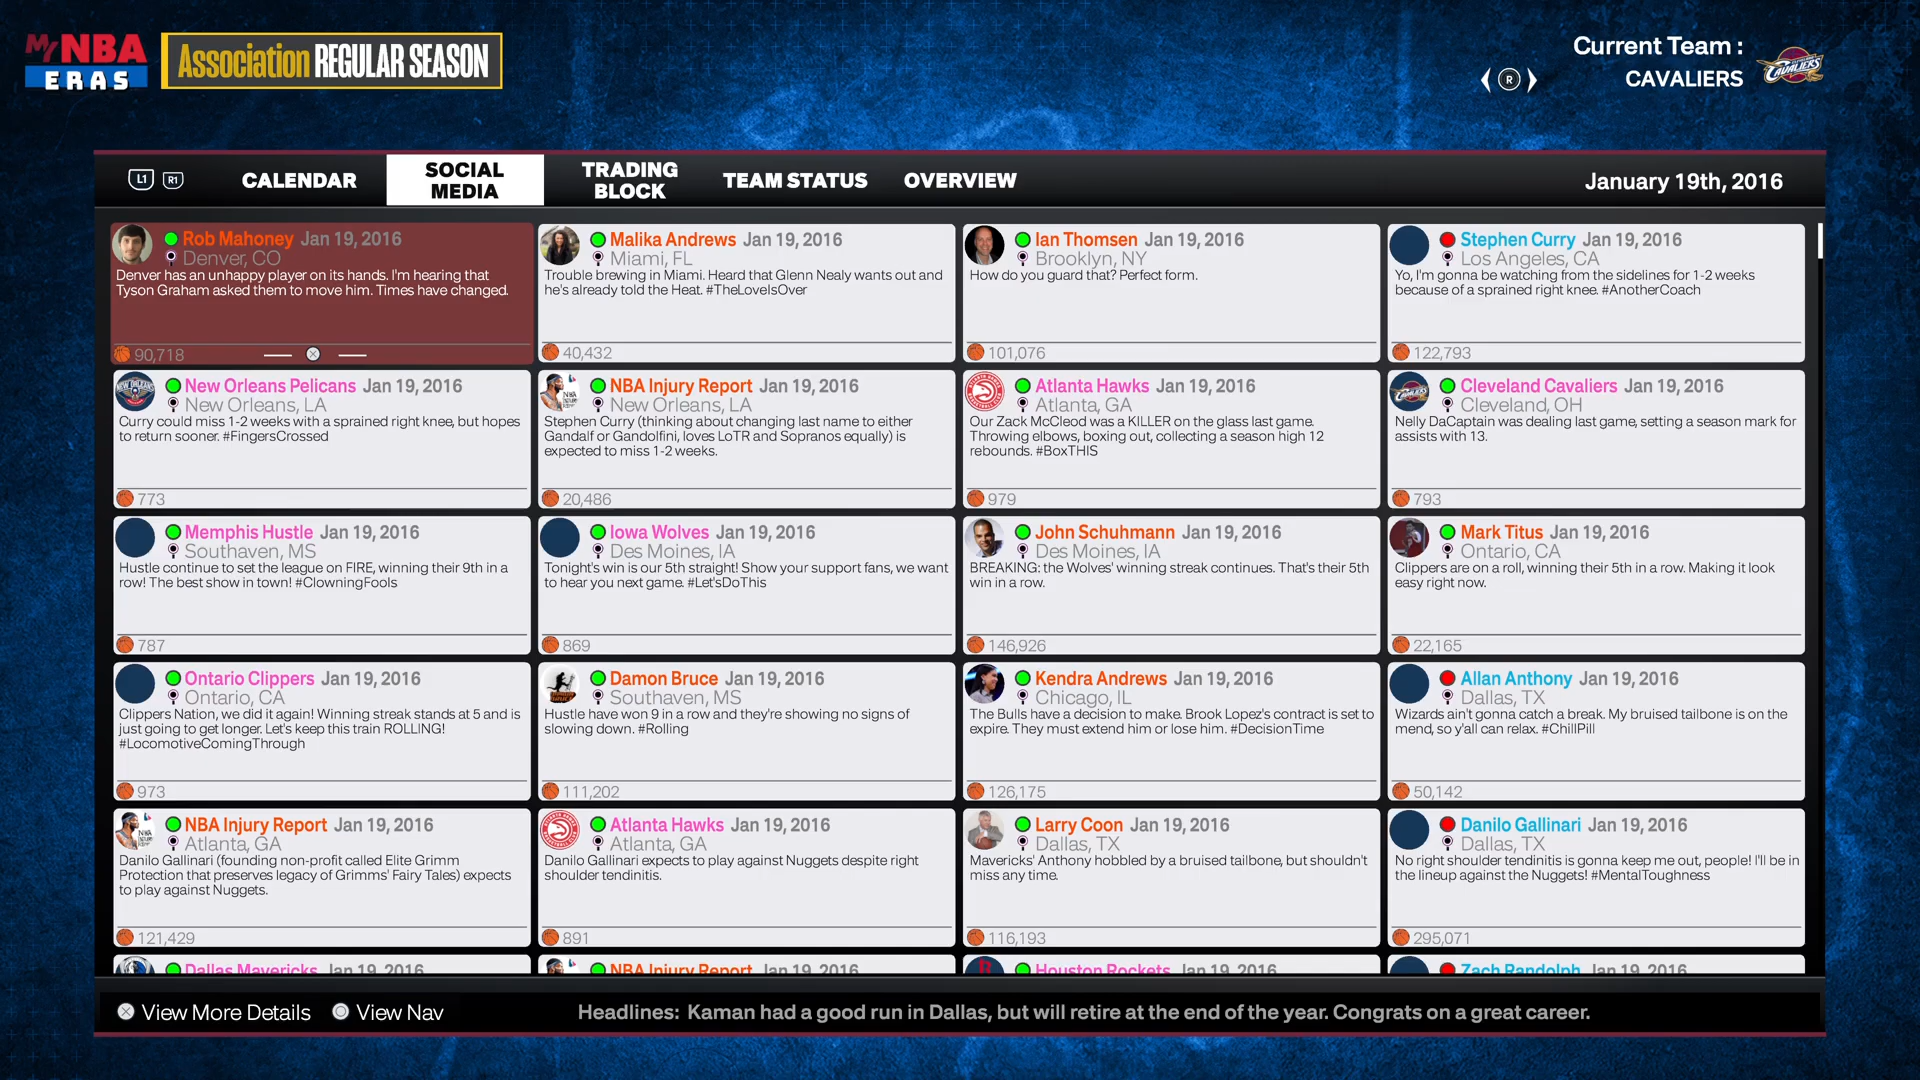 MyNBA
ERAS
Association REGULAR SEASON
Current Team :
R
CAVALIERS
CAVALIERS
L1 R1
CALENDAR
SOCIAL
MEDIA
TRADING
BLOCK
TEAM STATUS
OVERVIEW
January 19th, 2016
Rob Mahoney Jan 19, 2016
Denver, CO
Denver has an unhappy player on its hands. I'm hearing that
Tyson Graham asked them to move him. Times have changed.
90,718
Malika Andrews Jan 19, 2016
Miami, FL
Trouble brewing in Miami. Heard that Glenn Nealy wants out and
he's already told the Heat. #TheLoveIsOver
40,432
Ian Thomsen Jan 19, 2016
Brooklyn, NY
How do you guard that? Perfect form.
101,076
Stephen Curry Jan 19, 2016
Los Angeles, CA
Yo, I'm gonna be watching from the sidelines for 1-2 weeks
because of a sprained right knee. #AnotherCoach
122,793
New Orleans Pelicans Jan 19, 2016
New Orleans, LA
Curry could miss 1-2 weeks with a sprained right knee, but hopes
to return sooner. #FingersCrossed
773
NBA Injury Report Jan 19, 2016
New Orleans, LA
Stephen Curry (thinking about changing last name to either
Gandalf or Gandolfini, loves LoTR and Sopranos equally) is
expected to miss 1-2 weeks.
20,486
Atlanta Hawks Jan 19, 2016
Atlanta, GA
Our Zack McCleod was a KILLER on the glass last game.
Throwing elbows, boxing out, collecting a season high 12
rebounds. #BoxTHIS
979
Cleveland Cavaliers Jan 19, 2016
Cleveland, OH
Nelly DaCaptain was dealing last game, setting a season mark for
assists with 13.
793
Memphis Hustle Jan 19, 2016
Southaven, MS
Hustle continue to set the league on FIRE, winning their 9th in a
row! The best show in town! #ClowningFools
787
Iowa Wolves Jan 19, 2016
Des Moines, IA
Tonight's win is our 5th straight! Show your support fans, we want
to hear you next game. #Let'sDoThis
869
John Schuhmann Jan 19, 2016
Des Moines, IA
BREAKING: the Wolves' winning streak continues. That's their 5th
win in a row.
146,926
Mark Titus Jan 19, 2016
Ontario, CA
Clippers are on a roll, winning their 5th in a row. Making it look
easy right now.
22,165
Ontario Clippers Jan 19, 2016
Ontario, CA
Clippers Nation, we did it again! Winning streak stands at 5 and is
just going to get longer. Let's keep this train ROLLING!
#LocomotiveComingThrough
973
Damon Bruce Jan 19, 2016
Southaven, MS
Hustle have won 9 in a row and they're showing no signs of
slowing down. #Rolling
111,202
Kendra Andrews Jan 19, 2016
Chicago, IL
The Bulls have a decision to make. Brook Lopez's contract is set to
expire. They must extend him or lose him. #DecisionTime
126,175
Allan Anthony Jan 19, 2016
Dallas, TX
Wizards ain't gonna catch a break. My bruised tailbone is on the
mend, so y'all can relax. #ChillPill
50,142
NBA Injury Report Jan 19, 2016
Atlanta, GA
Danilo Gallinari (founding non-profit called Elite Grimm
Protection that preserves legacy of Grimms' Fairy Tales) expects
to play against Nuggets.
121,429
Atlanta Hawks Jan 19, 2016
Atlanta, GA
Danilo Gallinari expects to play against Nuggets despite right
shoulder tendinitis.
891
Larry Coon Jan 19, 2016
Dallas, TX
Mavericks' Anthony hobbled by a bruised tailbone, but shouldn't
miss any time.
116,193
Danilo Gallinari Jan 19, 2016
Dallas, TX
No right shoulder tendinitis is gonna keep me out, people! I'll be in
the lineup against the Nuggets! #MentalToughness
295,071
Dallas Mavericks Jan 19, 2016
NBA Injury Report Jan 19, 2016
Houston Rockets Jan 19, 2016
Zach Randolph Jan 19, 2016
View More Details
View Nav
Headlines: Kaman had a good run in Dallas, but will retire at the end of the year. Congrats on a great career.